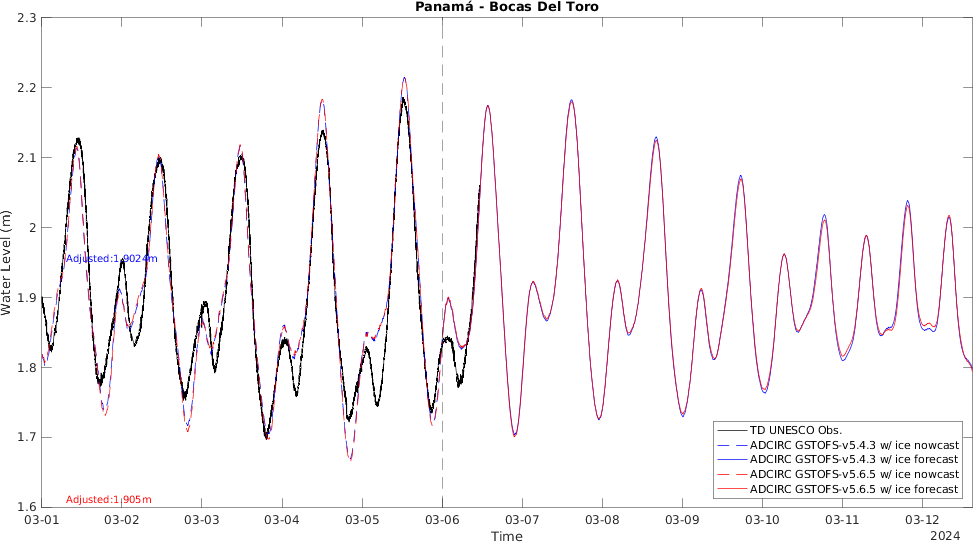 Panamá - Bocas Del Toro
2.3
2.2
2.1
2
1.9
1.8
1.7
1.6
Water Level (m)
Adjusted:1.9024m
Adjusted:1.905m
TD UNESCO Obs.
ADCIRC GSTOFS-v5.4.3 w/ ice nowcast
ADCIRC GSTOFS-v5.4.3 w/ ice forecast
ADCIRC GSTOFS-v5.6.5 w/ ice nowcast
ADCIRC GSTOFS-v5.6.5 w/ ice forecast
03-01 03-02 03-03 03-04 03-05 03-06 03-07 03-08 03-09 03-10 03-11 03-12
Time
2024